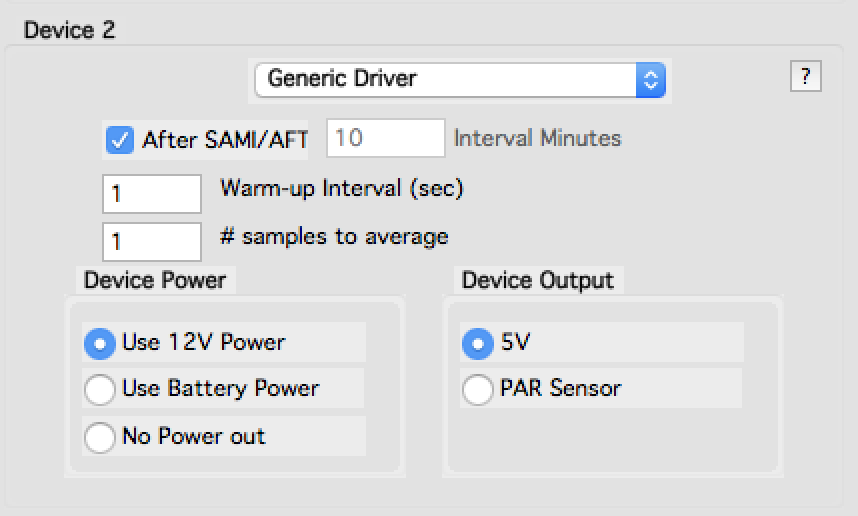 Device 2
Generic Driver
?
After SAMI/AFT 10 Interval Minutes
1 Warm-up Interval (sec)
1 # samples to average
Device Power
Use 12V Power
Use Battery Power
No Power out
Device Output
5V
PAR Sensor